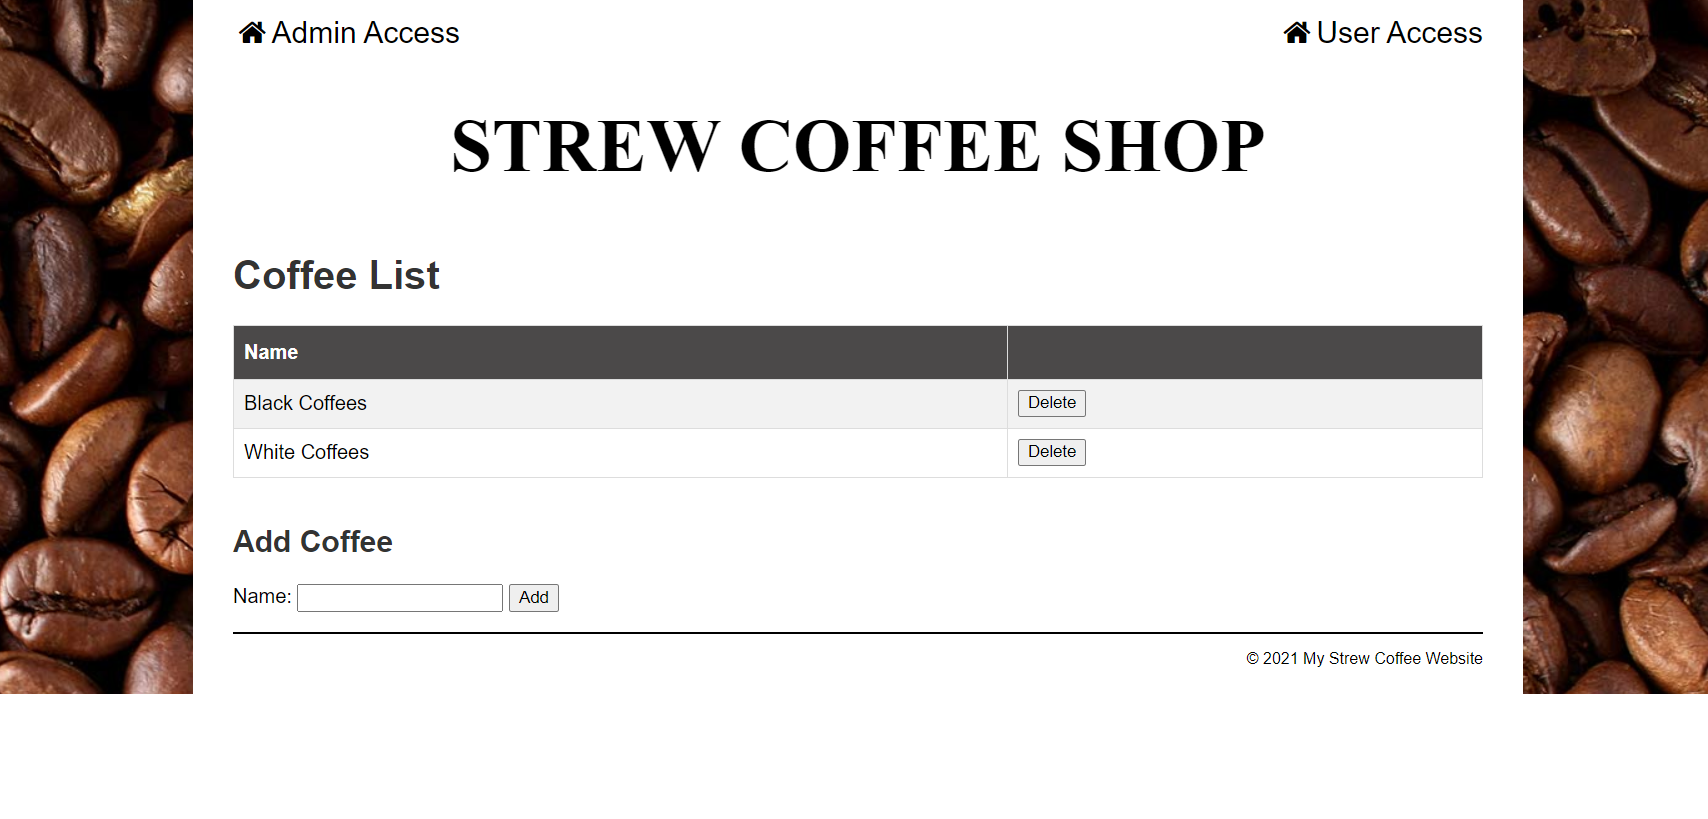 Admin Access
User Access
STREW COFFEE SHOP
Coffee List
Name
Black Coffees
Delete
White Coffees
Delete
Add Coffee
Name:
Add
© 2021 My Strew Coffee Website